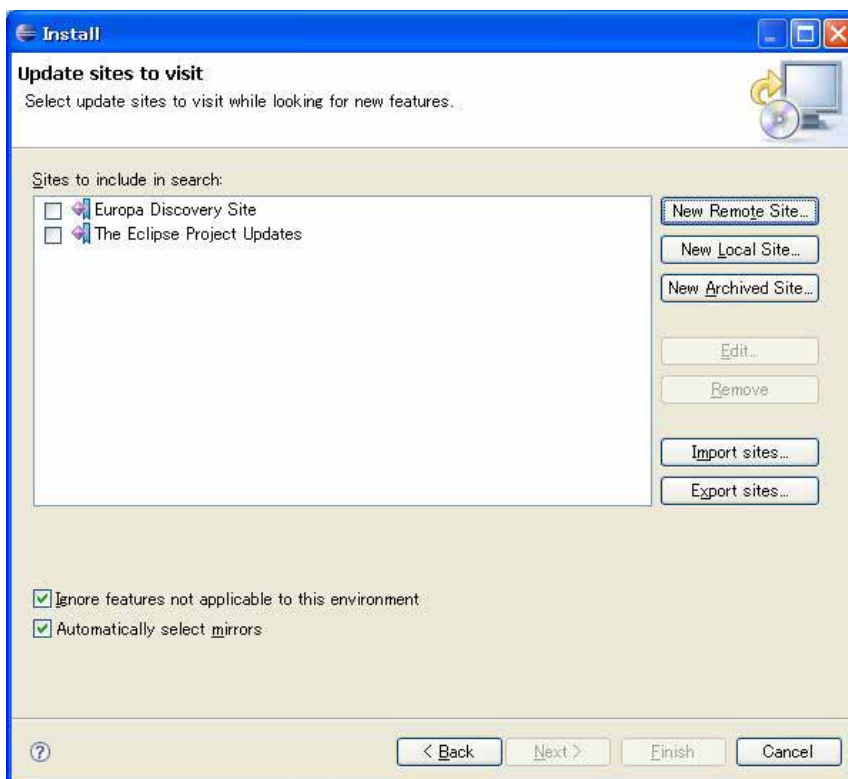 Install
Update sites to visit
Select update sites to visit while looking for new features.
Sites to include in search:
Europa Discovery Site
The Eclipse Project Updates
New Remote Site...
New Local Site...
New Archived Site...
Edit...
Remove
Import sites...
Export sites...
Ignore features not applicable to this environment
Automatically select mirrors
?
< Back
Next >
Finish
Cancel